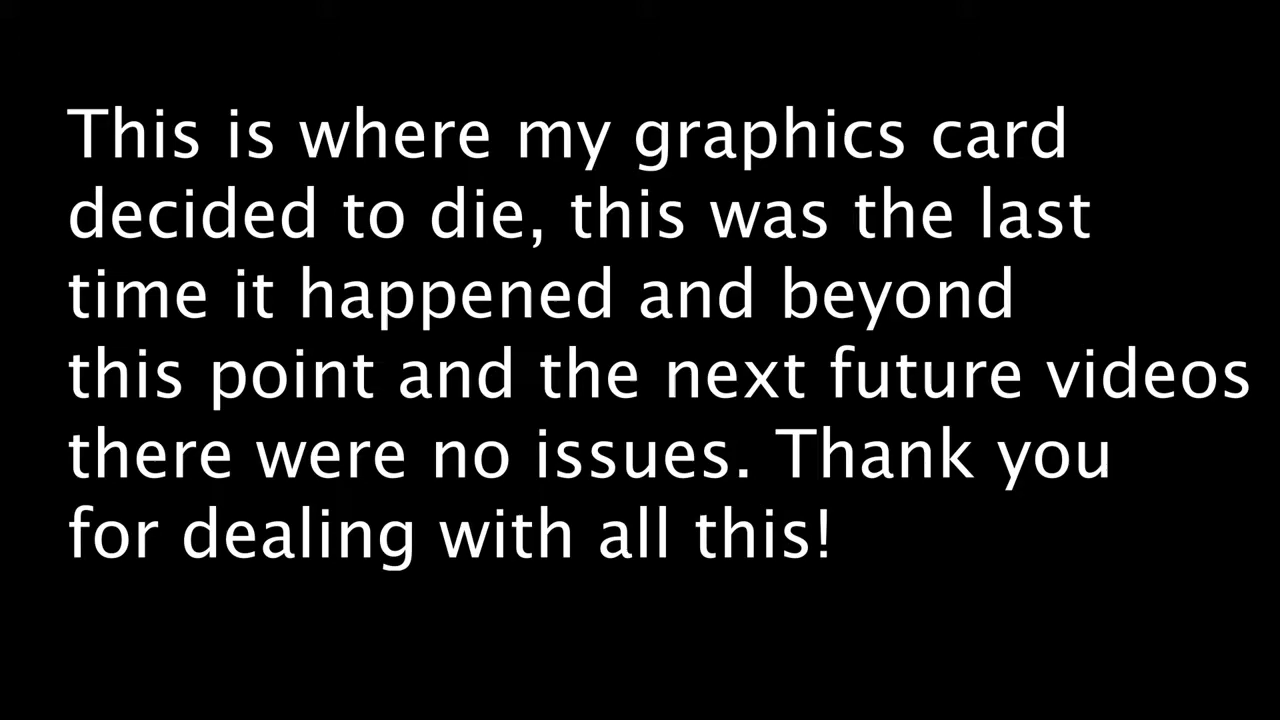 This is where my graphics card
decided to die, this was the last
time it happened and beyond
this point and the next future videos
there were no issues. Thank you
for dealing with all this!